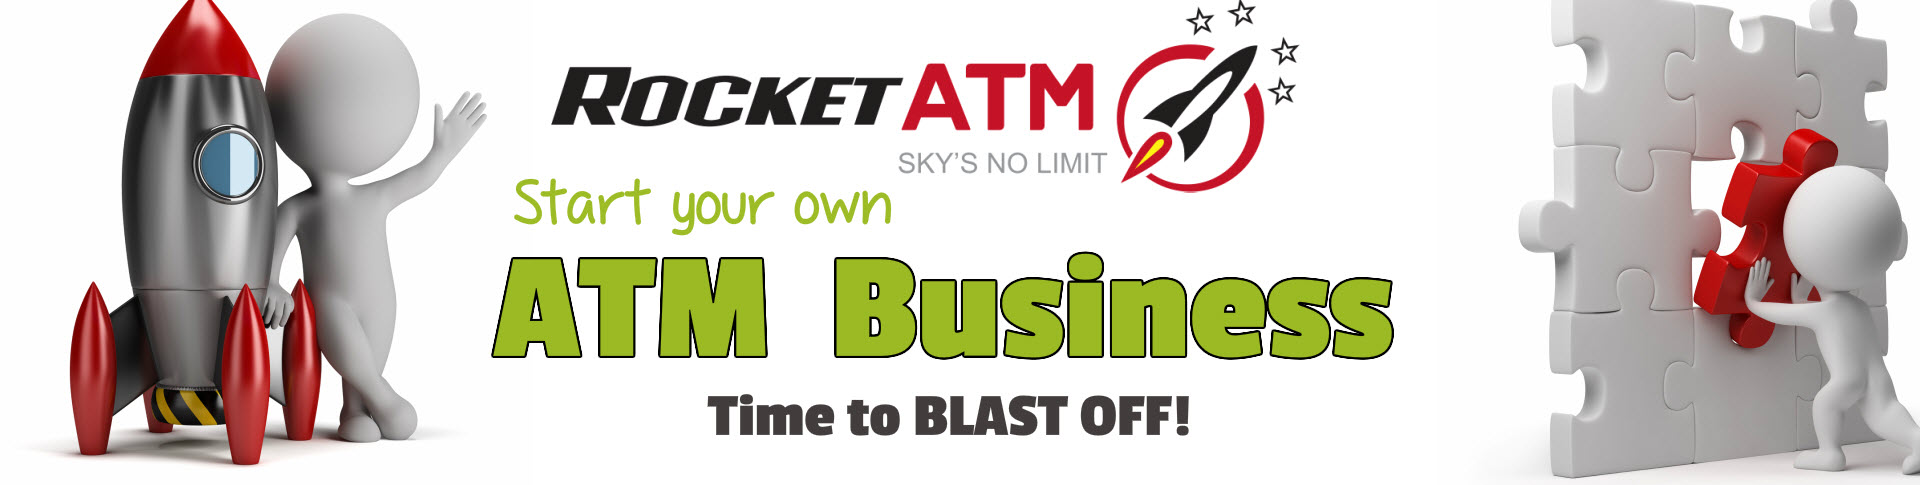 ROCKET ATM
SKY'S NO LIMIT
Start your own
ATM Business
Time to BLAST OFF!